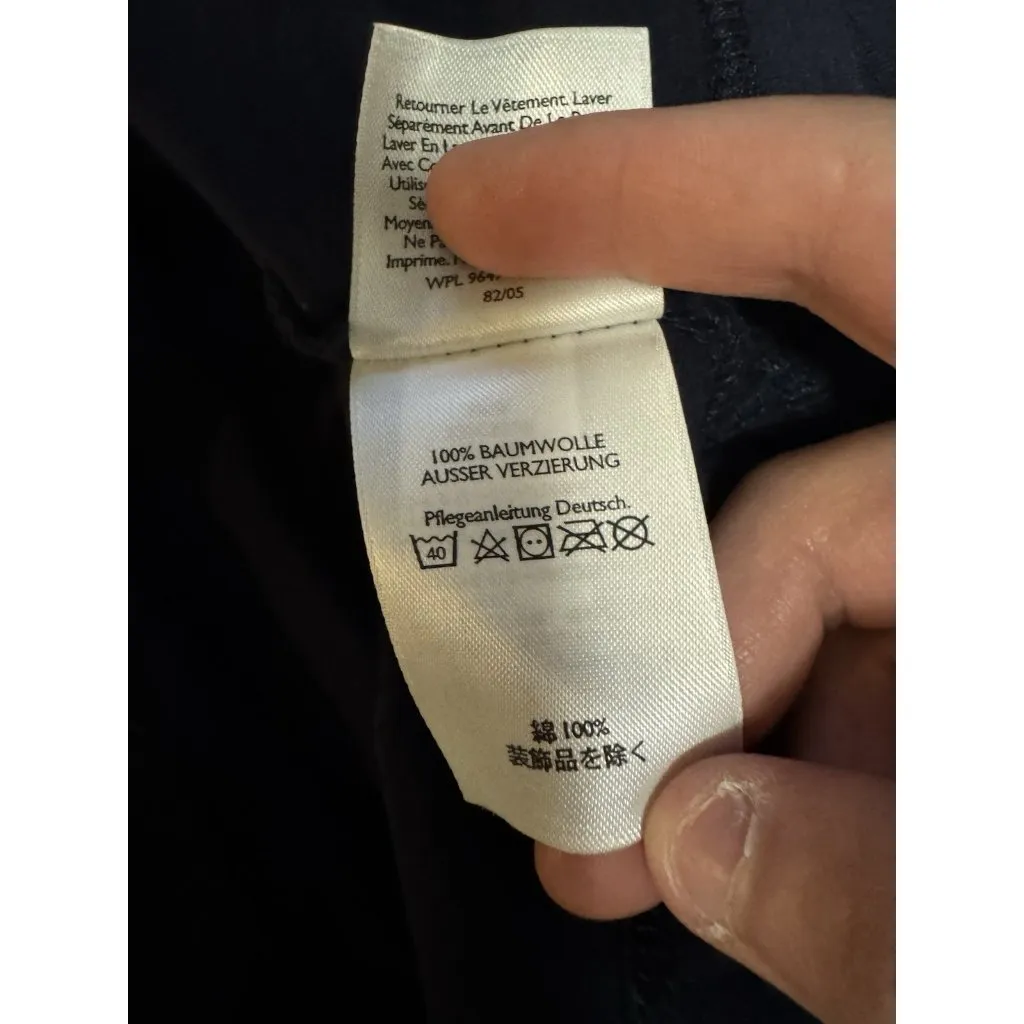 Retourner Le Vêtement. Laver
Séparément Avant De La
Laver En
Avec
Moyen
Ne
Imprime.
WPL
82/05
100% BAUMWOLLE
AUSSER VERZIERUNG
Pflegeanleitung Deutsch.
40
綿 100%
装飾品を除く